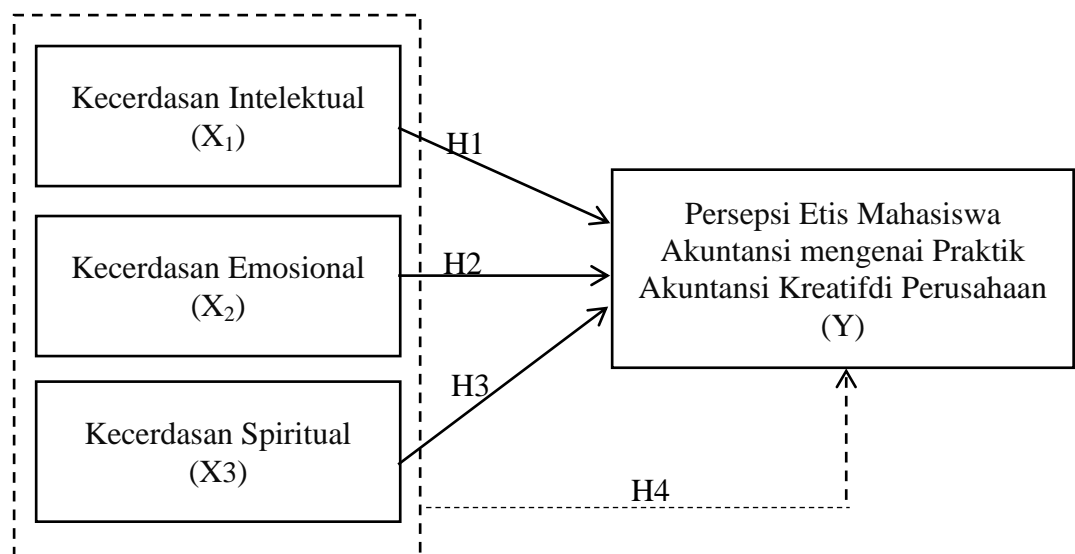 Kecerdasan Intelektual
(X₁)
H1
Kecerdasan Emosional
(X₂)
H2
Kecerdasan Spiritual
(X3)
H3
Persepsi Etis Mahasiswa
Akuntansi mengenai Praktik
Akuntansi Kreatifdi Perusahaan
(Y)
H4